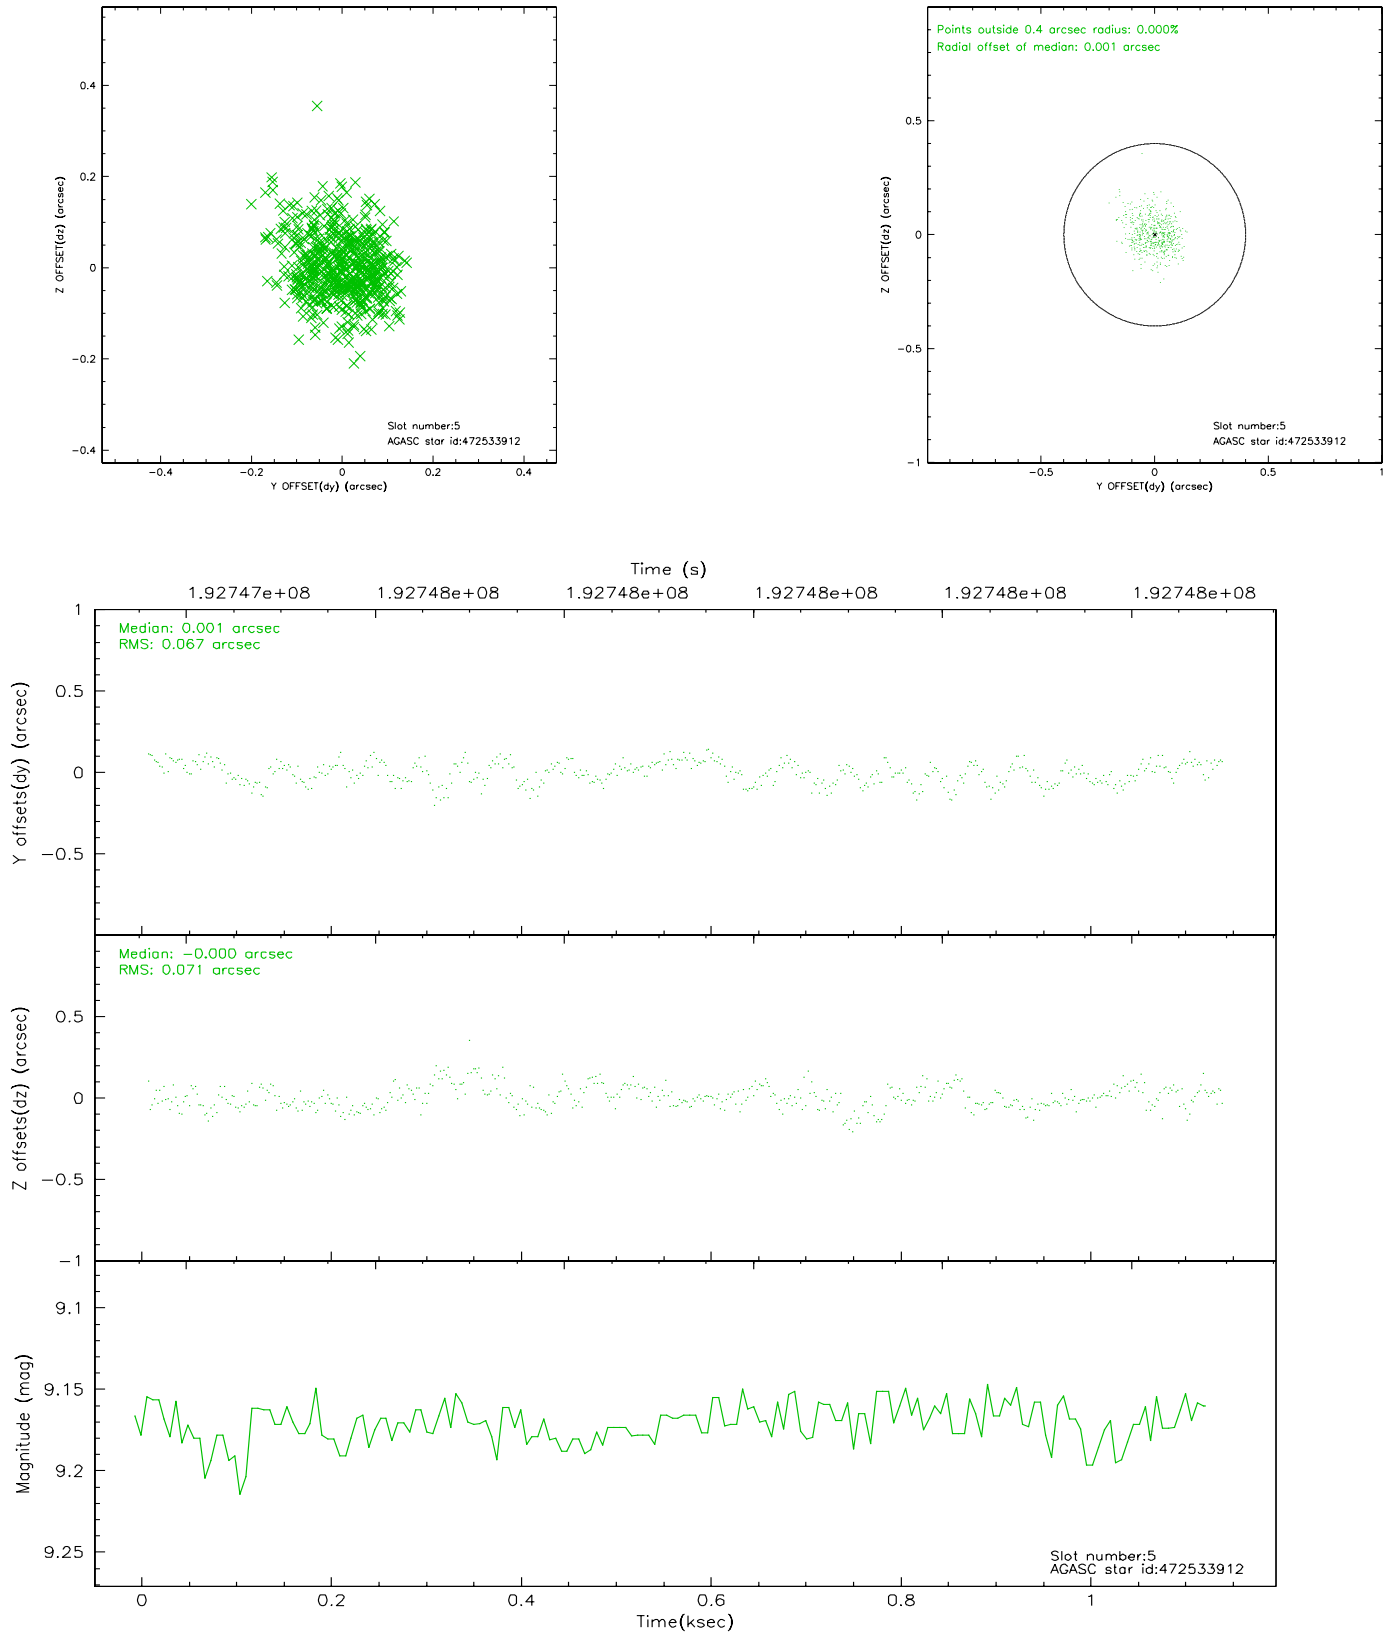 0.4
0.2
0
−0.2
−0.4
Z OFFSET(dz) (arcsec)
Slot number:5
AGASC star id:472533912
−0.4 −0.2 0 0.2 0.4
Y OFFSET(dy) (arcsec)
Points outside 0.4 arcsec radius: 0.000%
Radial offset of median: 0.001 arcsec
0.5
0
−0.5
−1
Z OFFSET(dz) (arcsec)
Slot number:5
AGASC star id:472533912
−0.5 0 0.5 1
Y OFFSET(dy) (arcsec)
Time (s)
1.92747e+08 1.92748e+08 1.92748e+08 1.92748e+08 1.92748e+08 1.92748e+08
1
0.5
0
−0.5
Y offsets(dy) (arcsec)
Median: 0.001 arcsec
RMS: 0.067 arcsec
0.5
0
−0.5
−1
Z offsets(dz) (arcsec)
Median: −0.000 arcsec
RMS: 0.071 arcsec
9.1
9.15
9.2
9.25
Magnitude (mag)
Slot number:5
AGASC star id:472533912
0 0.2 0.4 0.6 0.8 1
Time(ksec)